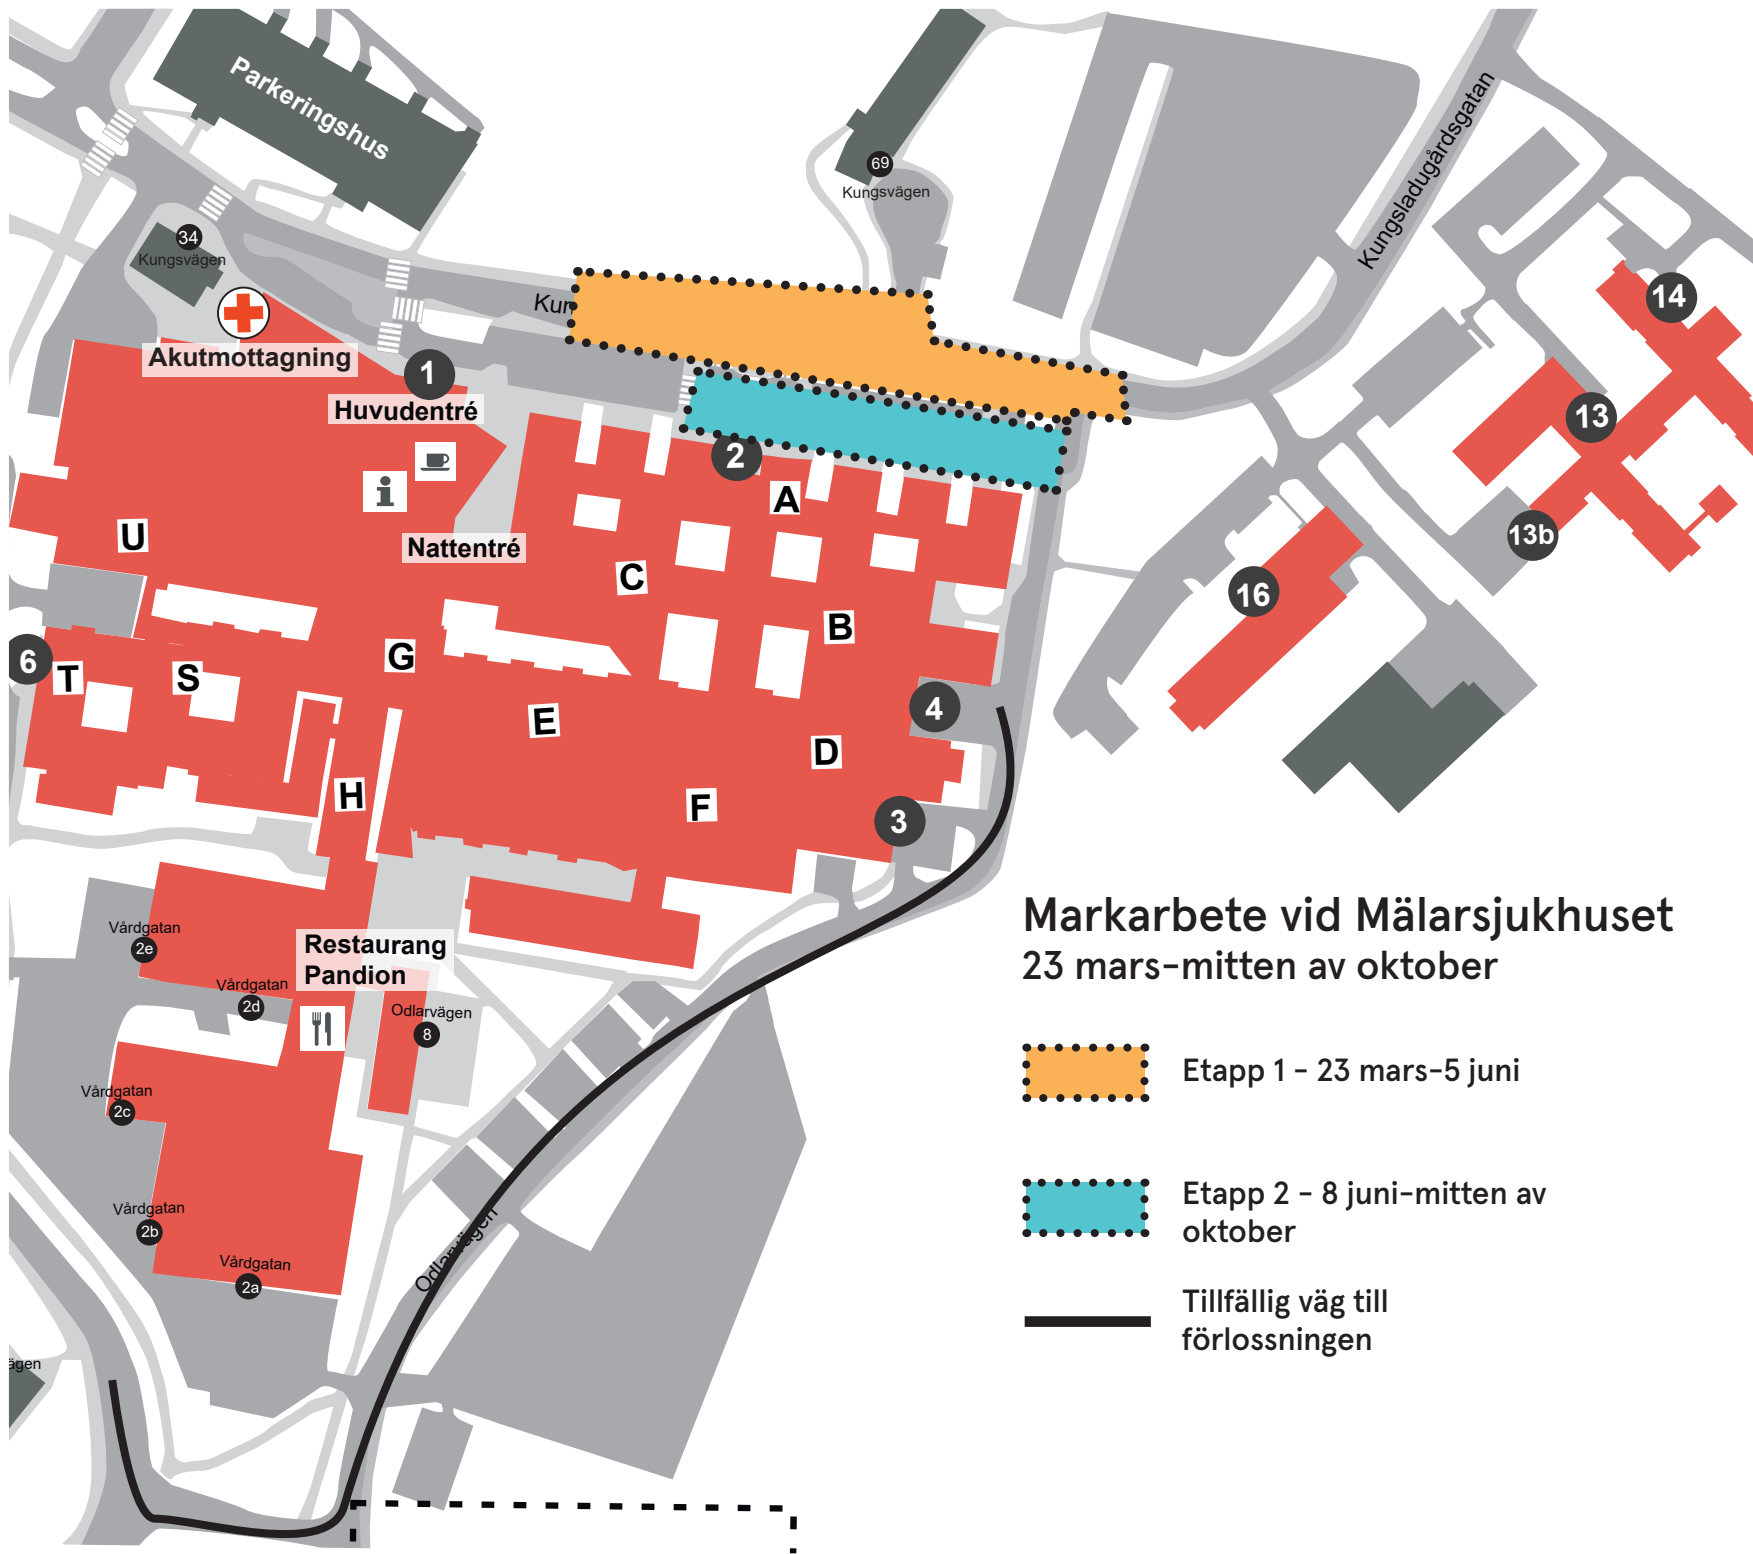 Parkeringshus
69
Kungsvägen
Kungsladugårdsgatan
34
Kungsvägen
Kun
14
Akutmottagning
1
Huvudentré
13
2
A
U
Nattentré
13b
C
16
B
6
T
S
G
4
E
D
H
F
3
Markarbete vid Mälarsjukhuset
23 mars–mitten av oktober
Vårdgatan
2e
Restaurang
Pandion
Vårdgatan
2d
Odlarvägen
8
Etapp 1 - 23 mars–5 juni
Vårdgatan
2c
Etapp 2 - 8 juni–mitten av
oktober
Vårdgatan
2b
Odlarvägen
Vårdgatan
2a
Tillfällig väg till
förlossningen
ägen